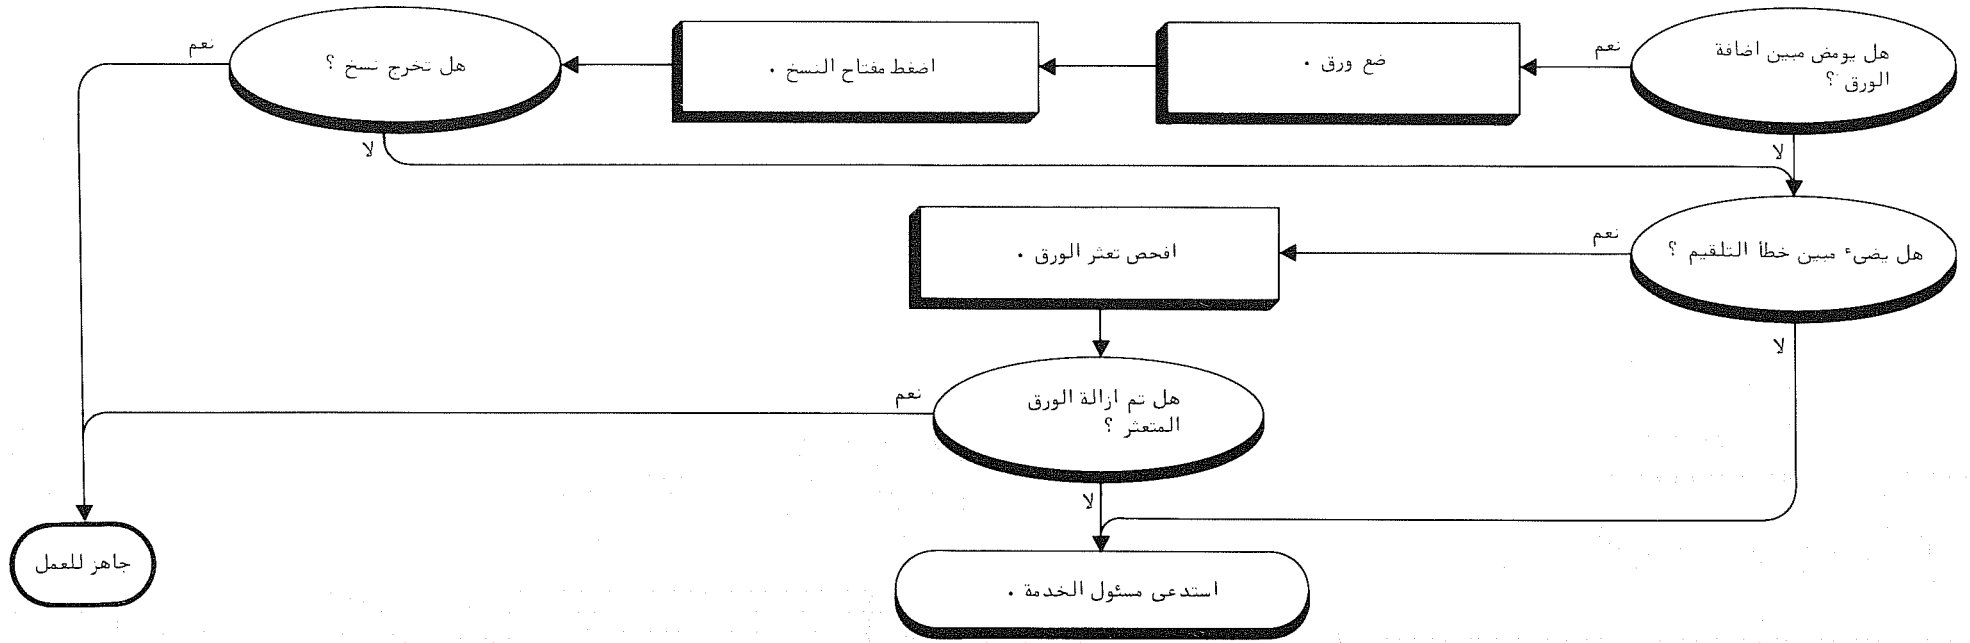 هل يومض مبين اضافة
الورق ؟
نعم
ضع ورق .
اضغط مفتاح النسخ .
هل تخرج نسخ ؟
نعم
لا
لا
هل يضىء مبين خطأ التلقيم ؟
نعم
افحص تعثر الورق .
لا
هل تم ازالة الورق
المتعثر ؟
نعم
لا
استدعى مسئول الخدمة .
جاهز للعمل